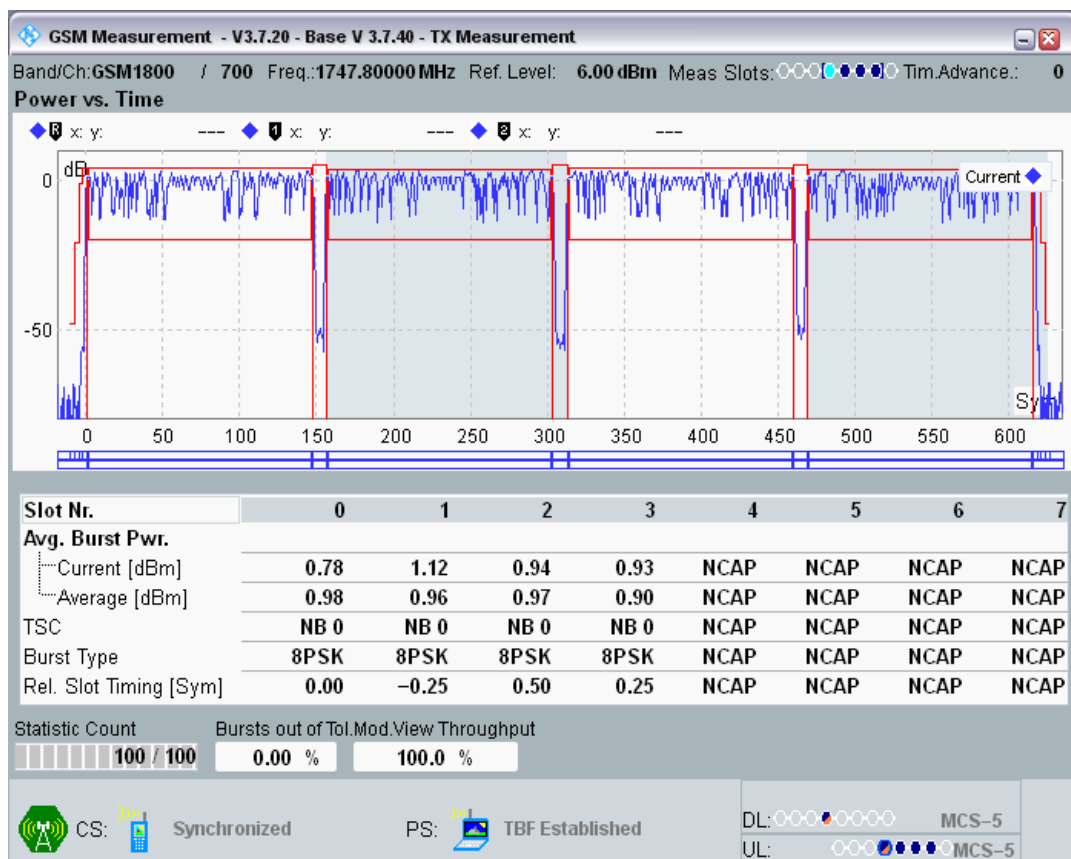 GSM Measurement - V3.7.20 - Base V 3.7.40 - TX Measurement
Band/Ch:GSM1800 / 700 Freq.:1747.80000 MHz Ref. Level: 6.00 dBm Meas Slots: Tim.Advance.: 0
Power vs. Time
R x: y: --- 1 x: y: --- 2 x: y: ---
dB
Current
0
-50
Sym
0 50 100 150 200 250 300 350 400 450 500 550 600
Slot Nr. 0 1 2 3 4 5 6 7
Avg. Burst Pwr.
Current [dBm] 0.78 1.12 0.94 0.93 NCAP NCAP NCAP NCAP
Average [dBm] 0.98 0.96 0.97 0.90 NCAP NCAP NCAP NCAP
TSC NB 0 NB 0 NB 0 NB 0 NCAP NCAP NCAP NCAP
Burst Type 8PSK 8PSK 8PSK 8PSK NCAP NCAP NCAP NCAP
Rel. Slot Timing [Sym] 0.00 −0.25 0.50 0.25 NCAP NCAP NCAP NCAP
Statistic Count Bursts out of Tol.Mod.View Throughput
100 / 100 0.00 % 100.0 %
DL: MCS−5
CS: Synchronized PS: TBF Established
UL: MCS−5